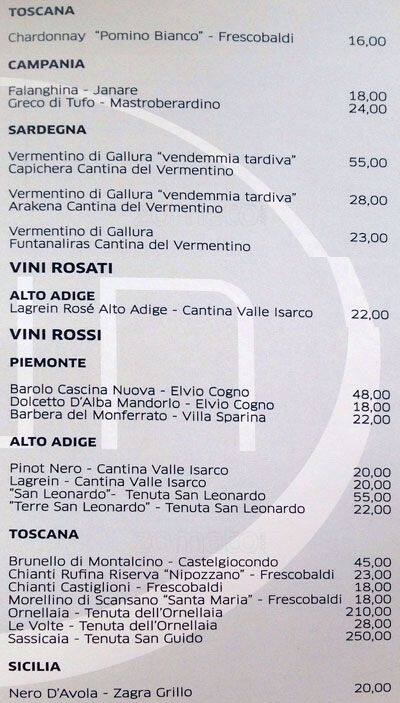 TOSCANA
Chardonnay "Pomino Bianco" - Frescobaldi 16,00
CAMPANIA
Falanghina - Janare 18,00
Greco di Tufo - Mastroberardino 24,00
SARDEGNA
Vermentino di Gallura "vendemmia tardiva" 55,00
Capichera Cantina del Vermentino
Vermentino di Gallura "vendemmia tardiva" 28,00
Arakena Cantina del Vermentino
Vermentino di Gallura 23,00
Funtanaliras Cantina del Vermentino
VINI ROSATI
ALTO ADIGE
Lagrein Rosé Alto Adige - Cantina Valle Isarco 22,00
VINI ROSSI
PIEMONTE
Barolo Cascina Nuova - Elvio Cogno 48,00
Dolcetto D'Alba Mandorlo - Elvio Cogno 18,00
Barbera del Monferrato - Villa Sparina 22,00
ALTO ADIGE
Pinot Nero - Cantina Valle Isarco 20,00
Lagrein - Cantina Valle Isarco 20,00
"San Leonardo"- Tenuta San Leonardo 55,00
"Terre San Leonardo" - Tenuta San Leonardo 22,00
TOSCANA
Brunello di Montalcino - Castelgiocondo 45,00
Chianti Rufina Riserva "Nipozzano" - Frescobaldi 23,00
Chianti Castiglioni - Frescobaldi 18,00
Morellino di Scansano "Santa Maria" - Frescobaldi 18,00
Ornellaia - Tenuta dell'Ornellaia 210,00
Le Volte - Tenuta dell'Ornellaia 28,00
Sassicaia - Tenuta San Guido 250,00
SICILIA
Nero D'Avola - Zagra Grillo 20,00